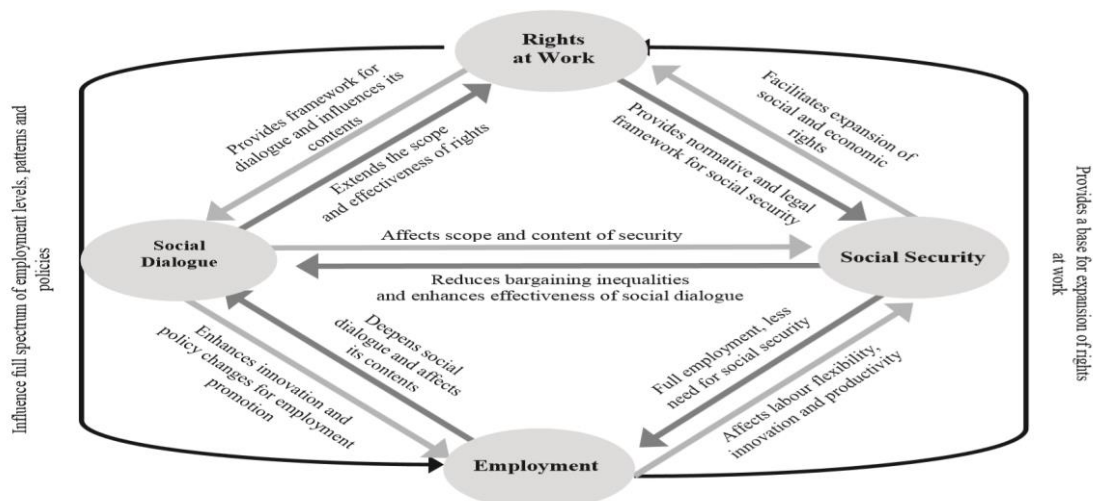 Rights
at Work
Provides framework for
dialogue and influences its
contents
Extends the scope
and effectiveness of rights
Facilitates expansion of
social and economic
rights
Provides normative and legal
framework for social security
Influence full spectrum of employment levels, patterns and
policies
Social
Dialogue
Affects scope and content of security
Reduces bargaining inequalities
and enhances effectiveness of social dialogue
Social Security
Provides a base for expansion of rights
at work
Enhances innovation and
policy changes for employment
promotion
Deepens social
dialogue and affects
its contents
Full employment, less
need for social security
Affects labour flexibility,
innovation and productivity
Employment